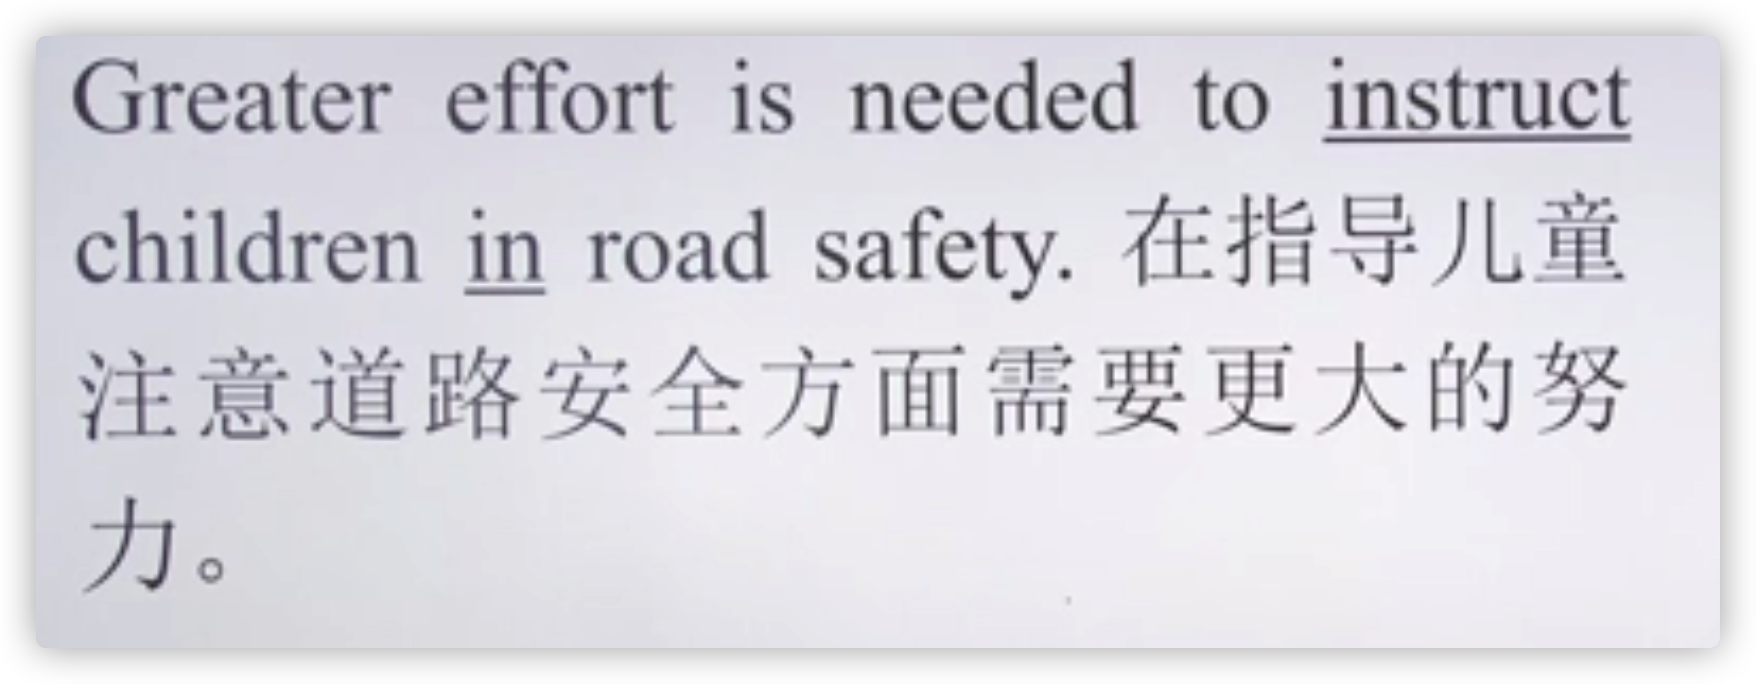 Greater effort is needed to instruct
children in road safety. 在指导儿童
注意道路安全方面需要更大的努
力。